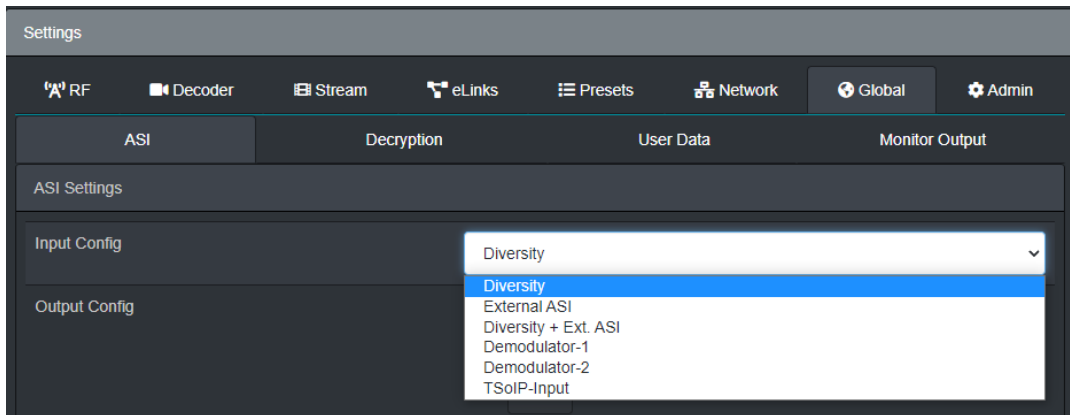 Settings
RF Decoder Stream eLinks Presets Network Global Admin
ASI Decryption User Data Monitor Output
ASI Settings
Input Config Diversity
Diversity
Output Config External ASI
Diversity + Ext. ASI
Demodulator-1
Demodulator-2
TSoIP-Input